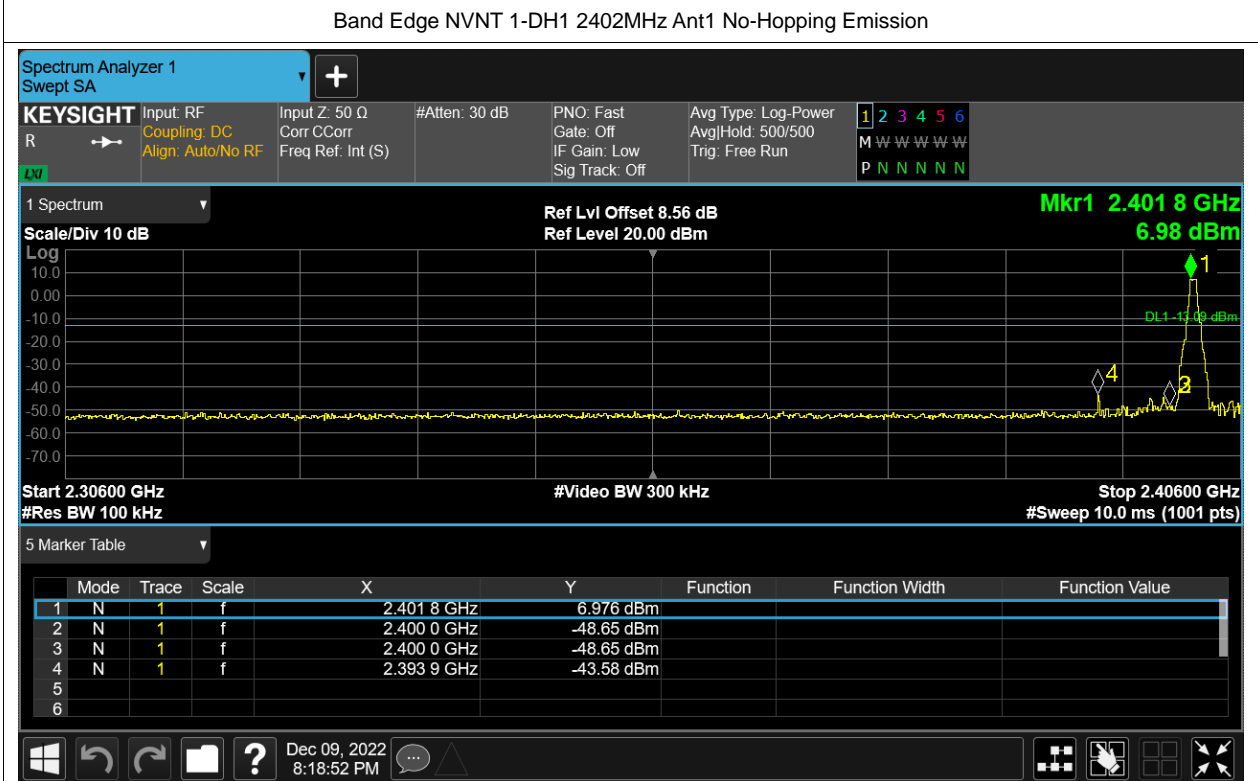 Band Edge NVNT 1-DH1 2402MHz Ant1 No-Hopping Emission
Spectrum Analyzer 1
Swept SA
KEYSIGHT
R
LXI
Input: RF
Coupling: DC
Align: Auto/No RF
Input Z: 50 Ω
Corr CCorr
Freq Ref: Int (S)
#Atten: 30 dB
PNO: Fast
Gate: Off
IF Gain: Low
Sig Track: Off
Avg Type: Log-Power
Avg|Hold: 500/500
Trig: Free Run
1 2 3 4 5 6
M W W W W W
P N N N N N
1 Spectrum
Scale/Div 10 dB
Ref Lvl Offset 8.56 dB
Ref Level 20.00 dBm
Mkr1 2.401 8 GHz
6.98 dBm
Log
10.0
0.00
-10.0
-20.0
-30.0
-40.0
-50.0
-60.0
-70.0
1
DL1 -13.09 dBm
4
Start 2.30600 GHz
#Res BW 100 kHz
#Video BW 300 kHz
Stop 2.40600 GHz
#Sweep 10.0 ms (1001 pts)
5 Marker Table
Mode Trace Scale X Y Function Function Width Function Value
1 N 1 f 2.401 8 GHz 6.976 dBm
2 N 1 f 2.400 0 GHz -48.65 dBm
3 N 1 f 2.400 0 GHz -48.65 dBm
4 N 1 f 2.393 9 GHz -43.58 dBm
5
6
?
Dec 09, 2022
8:18:52 PM